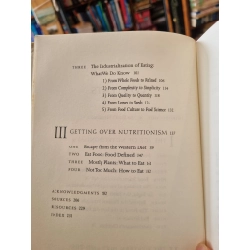 THREE The Industrialization of Eating:
What We Do Know
1) From Whole Foods to Refined
2) From Complexity to Simplicity
3) From Quality to Quantity
4) From Leaves to Seeds
5) From Food Culture to Food Science
III GETTING OVER NUTRITIONISM 137
ONE Escape from the Western Diet
TWO Eat Food: Food Defined
THREE Mostly Plants: What to Eat
FOUR Not Too Much: How to Eat
ACKNOWLEDGMENTS
SOURCES
RESOURCES
INDEX